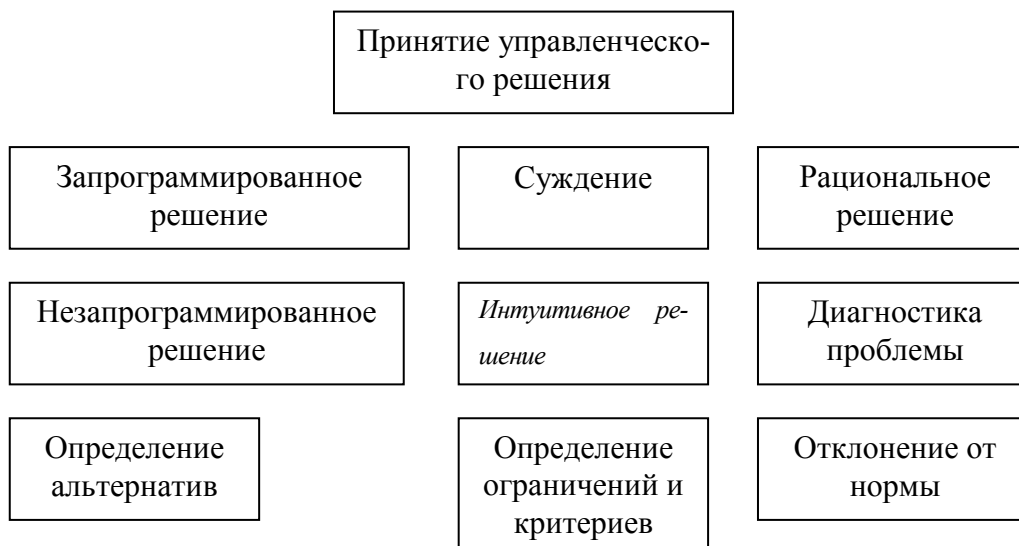 Принятие управленческо-
го решения
Запрограммированное
решение
Суждение
Рациональное
решение
Незапрограммированное
решение
Интуитивное ре-
шение
Диагностика
проблемы
Определение
альтернатив
Определение
ограничений и
критериев
Отклонение от
нормы